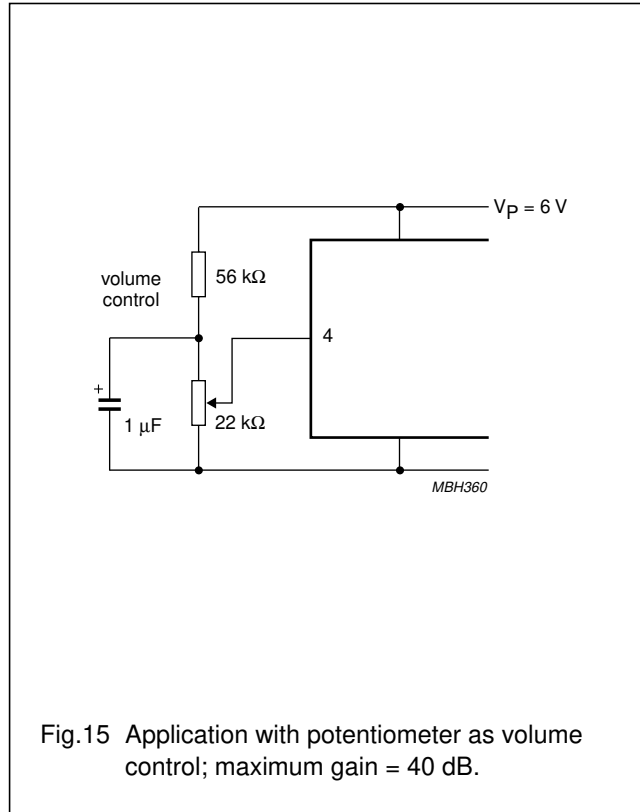 V_P = 6 V
volume
control
56 kΩ
4
+
1 μF
22 kΩ
MBH360
Fig.15 Application with potentiometer as volume
control; maximum gain = 40 dB.